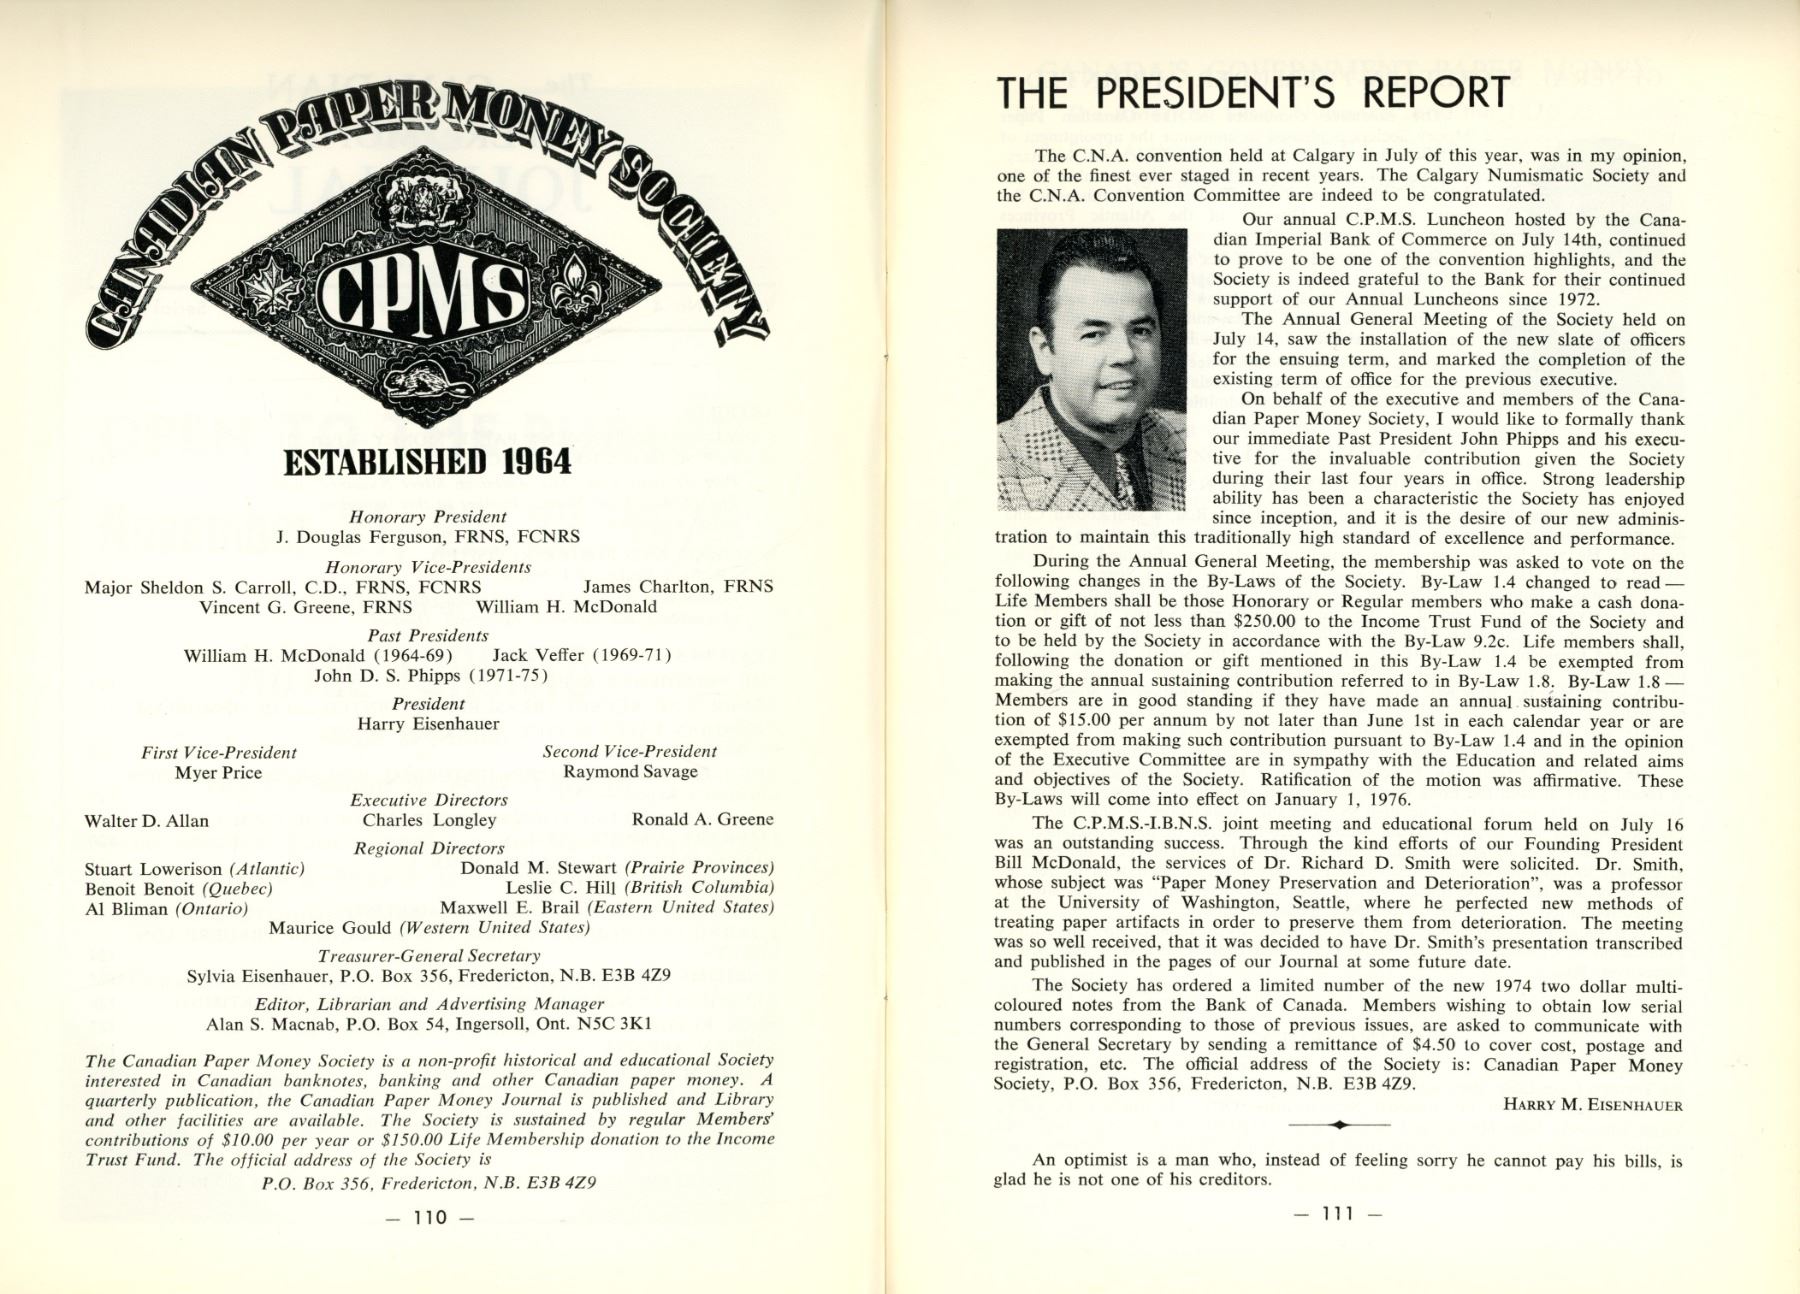 CANADIAN PAPER MONEY SOCIETY
CPMS
ESTABLISHED 1964
Honorary President
J. Douglas Ferguson, FRNS, FCNRS
Honorary Vice-Presidents
Major Sheldon S. Carroll, C.D., FRNS, FCNRS James Charlton, FRNS
Vincent G. Greene, FRNS William H. McDonald
Past Presidents
William H. McDonald (1964-69) Jack Veffer (1969-71)
John D. S. Phipps (1971-75)
President
Harry Eisenhauer
First Vice-President Second Vice-President
Myer Price Raymond Savage
Executive Directors
Walter D. Allan Charles Longley Ronald A. Greene
Regional Directors
Stuart Lowerison (Atlantic) Donald M. Stewart (Prairie Provinces)
Benoit Benoit (Quebec) Leslie C. Hill (British Columbia)
Al Bliman (Ontario) Maxwell E. Brail (Eastern United States)
Maurice Gould (Western United States)
Treasurer-General Secretary
Sylvia Eisenhauer, P.O. Box 356, Fredericton, N.B. E3B 4Z9
Editor, Librarian and Advertising Manager
Alan S. Macnab, P.O. Box 54, Ingersoll, Ont. N5C 3K1
The Canadian Paper Money Society is a non-profit historical and educational Society
interested in Canadian banknotes, banking and other Canadian paper money. A
quarterly publication, the Canadian Paper Money Journal is published and Library
and other facilities are available. The Society is sustained by regular Members'
contributions of $10.00 per year or $150.00 Life Membership donation to the Income
Trust Fund. The official address of the Society is
P.O. Box 356, Fredericton, N.B. E3B 4Z9
— 110 —
THE PRESIDENT'S REPORT
The C.N.A. convention held at Calgary in July of this year, was in my opinion,
one of the finest ever staged in recent years. The Calgary Numismatic Society and
the C.N.A. Convention Committee are indeed to be congratulated.
Our annual C.P.M.S. Luncheon hosted by the Cana-
dian Imperial Bank of Commerce on July 14th, continued
to prove to be one of the convention highlights, and the
Society is indeed grateful to the Bank for their continued
support of our Annual Luncheons since 1972.
The Annual General Meeting of the Society held on
July 14, saw the installation of the new slate of officers
for the ensuing term, and marked the completion of the
existing term of office for the previous executive.
On behalf of the executive and members of the Cana-
dian Paper Money Society, I would like to formally thank
our immediate Past President John Phipps and his execu-
tive for the invaluable contribution given the Society
during their last four years in office. Strong leadership
ability has been a characteristic the Society has enjoyed
since inception, and it is the desire of our new adminis-
tration to maintain this traditionally high standard of excellence and performance.
During the Annual General Meeting, the membership was asked to vote on the
following changes in the By-Laws of the Society. By-Law 1.4 changed to read —
Life Members shall be those Honorary or Regular members who make a cash dona-
tion or gift of not less than $250.00 to the Income Trust Fund of the Society and
to be held by the Society in accordance with the By-Law 9.2c. Life members shall,
following the donation or gift mentioned in this By-Law 1.4 be exempted from
making the annual sustaining contribution referred to in By-Law 1.8. By-Law 1.8 —
Members are in good standing if they have made an annual sustaining contribu-
tion of $15.00 per annum by not later than June 1st in each calendar year or are
exempted from making such contribution pursuant to By-Law 1.4 and in the opinion
of the Executive Committee are in sympathy with the Education and related aims
and objectives of the Society. Ratification of the motion was affirmative. These
By-Laws will come into effect on January 1, 1976.
The C.P.M.S.-I.B.N.S. joint meeting and educational forum held on July 16
was an outstanding success. Through the kind efforts of our Founding President
Bill McDonald, the services of Dr. Richard D. Smith were solicited. Dr. Smith,
whose subject was “Paper Money Preservation and Deterioration”, was a professor
at the University of Washington, Seattle, where he perfected new methods of
treating paper artifacts in order to preserve them from deterioration. The meeting
was so well received, that it was decided to have Dr. Smith's presentation transcribed
and published in the pages of our Journal at some future date.
The Society has ordered a limited number of the new 1974 two dollar multi-
coloured notes from the Bank of Canada. Members wishing to obtain low serial
numbers corresponding to those of previous issues, are asked to communicate with
the General Secretary by sending a remittance of $4.50 to cover cost, postage and
registration, etc. The official address of the Society is: Canadian Paper Money
Society, P.O. Box 356, Fredericton, N.B. E3B 4Z9.
HARRY M. EISENHAUER
An optimist is a man who, instead of feeling sorry he cannot pay his bills, is
glad he is not one of his creditors.
— 111 —